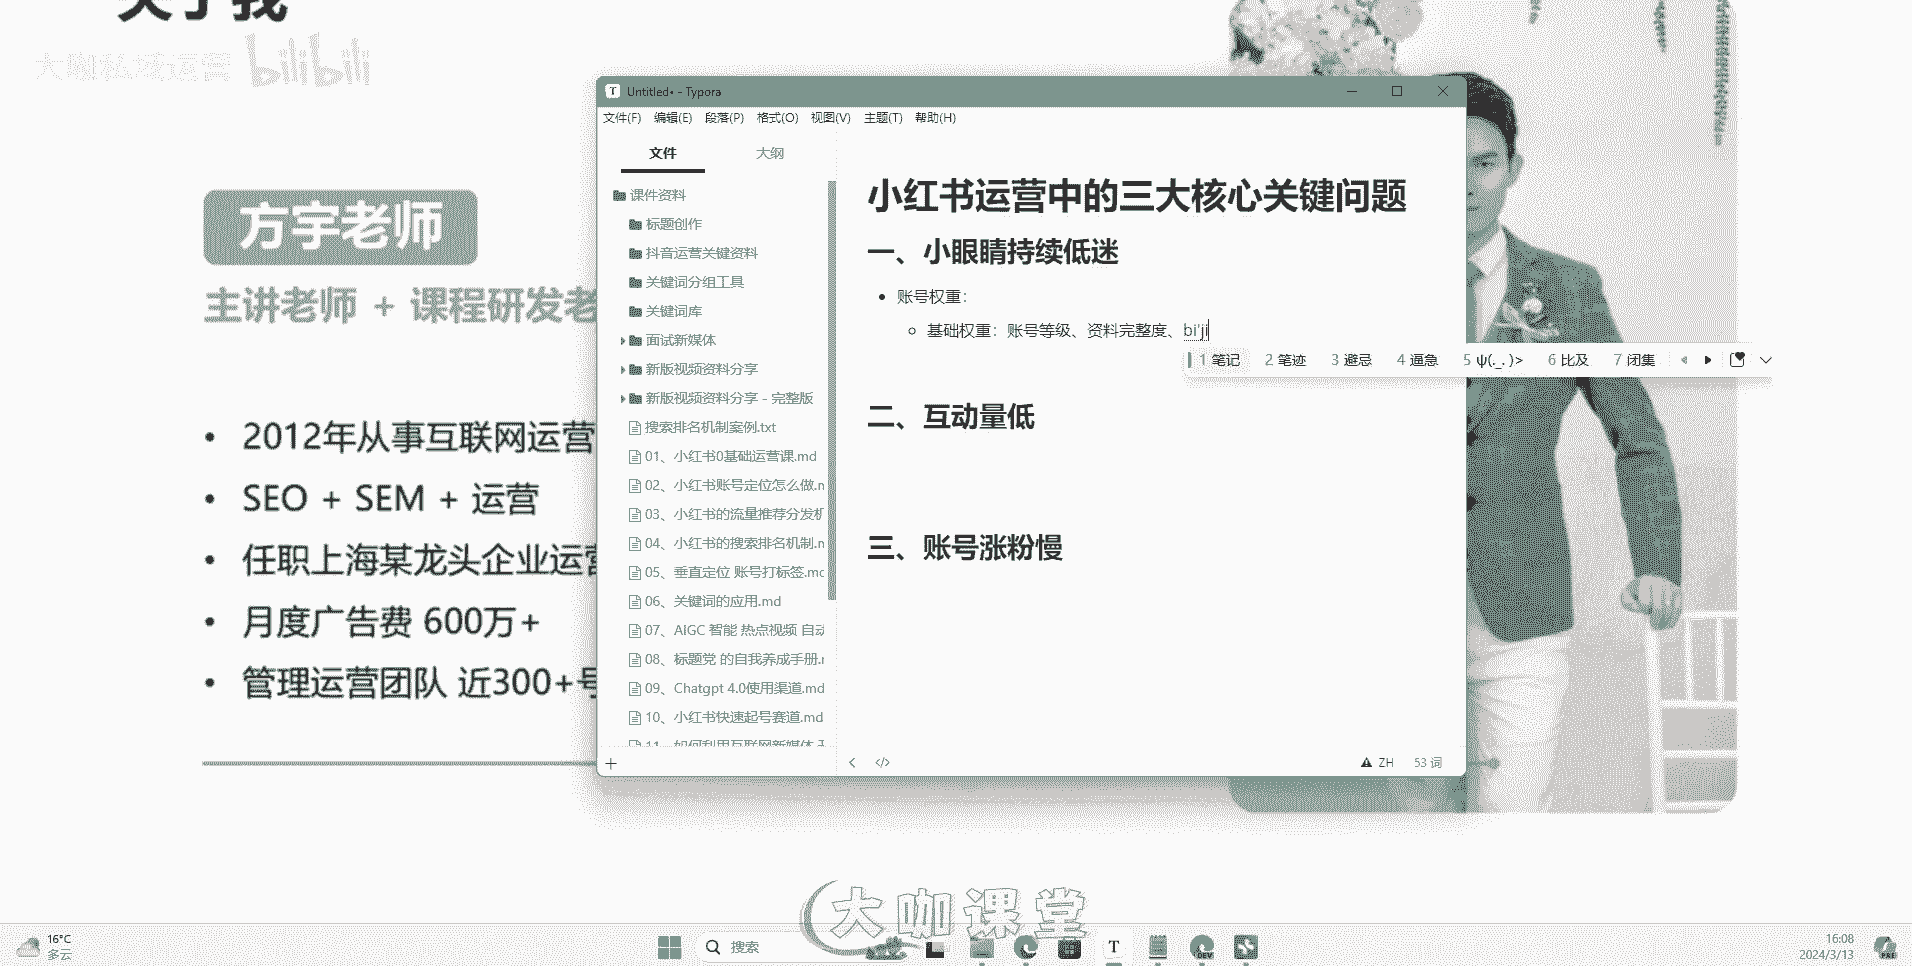 关于我
大咖私域运营 bilibili
方宇老师
主讲老师 + 课程研发老
• 2012年从事互联网运营
• SEO + SEM + 运营
• 任职上海某龙头企业运营
• 月度广告费 600万+
• 管理运营团队 近300+号
Untitled• - Typora
文件(F) 编辑(E) 段落(P) 格式(O) 视图(V) 主题(T) 帮助(H)
文件 大纲
课件资料
标题创作
抖音运营关键资料
关键词分组工具
关键词库
面试新媒体
新版视频资料分享
新版视频资料分享 - 完整版
搜索排名机制案例.txt
01、小红书0基础运营课.md
02、小红书账号定位怎么做.m
03、小红书的流量推荐分发机
04、小红书的搜索排名机制.m
05、垂直定位 账号打标签.mc
06、关键词的应用.md
07、AIGC 智能 热点视频 自动
08、标题党 的自我养成手册.m
09、Chatgpt 4.0使用渠道.md
10、小红书快速起号赛道.md
11、如何利用互联网新媒体
小红书运营中的三大核心关键问题
一、小眼睛持续低迷
• 账号权重：
○ 基础权重：账号等级、资料完整度、bi'ji
1 笔记 2 笔迹 3 避忌 4 逼急 5 ψ(._. )> 6 比及 7 闭集
二、互动量低
三、账号涨粉慢
ZH 53 词
大咖课堂
16°C
多云
搜索
16:08
2024/3/13